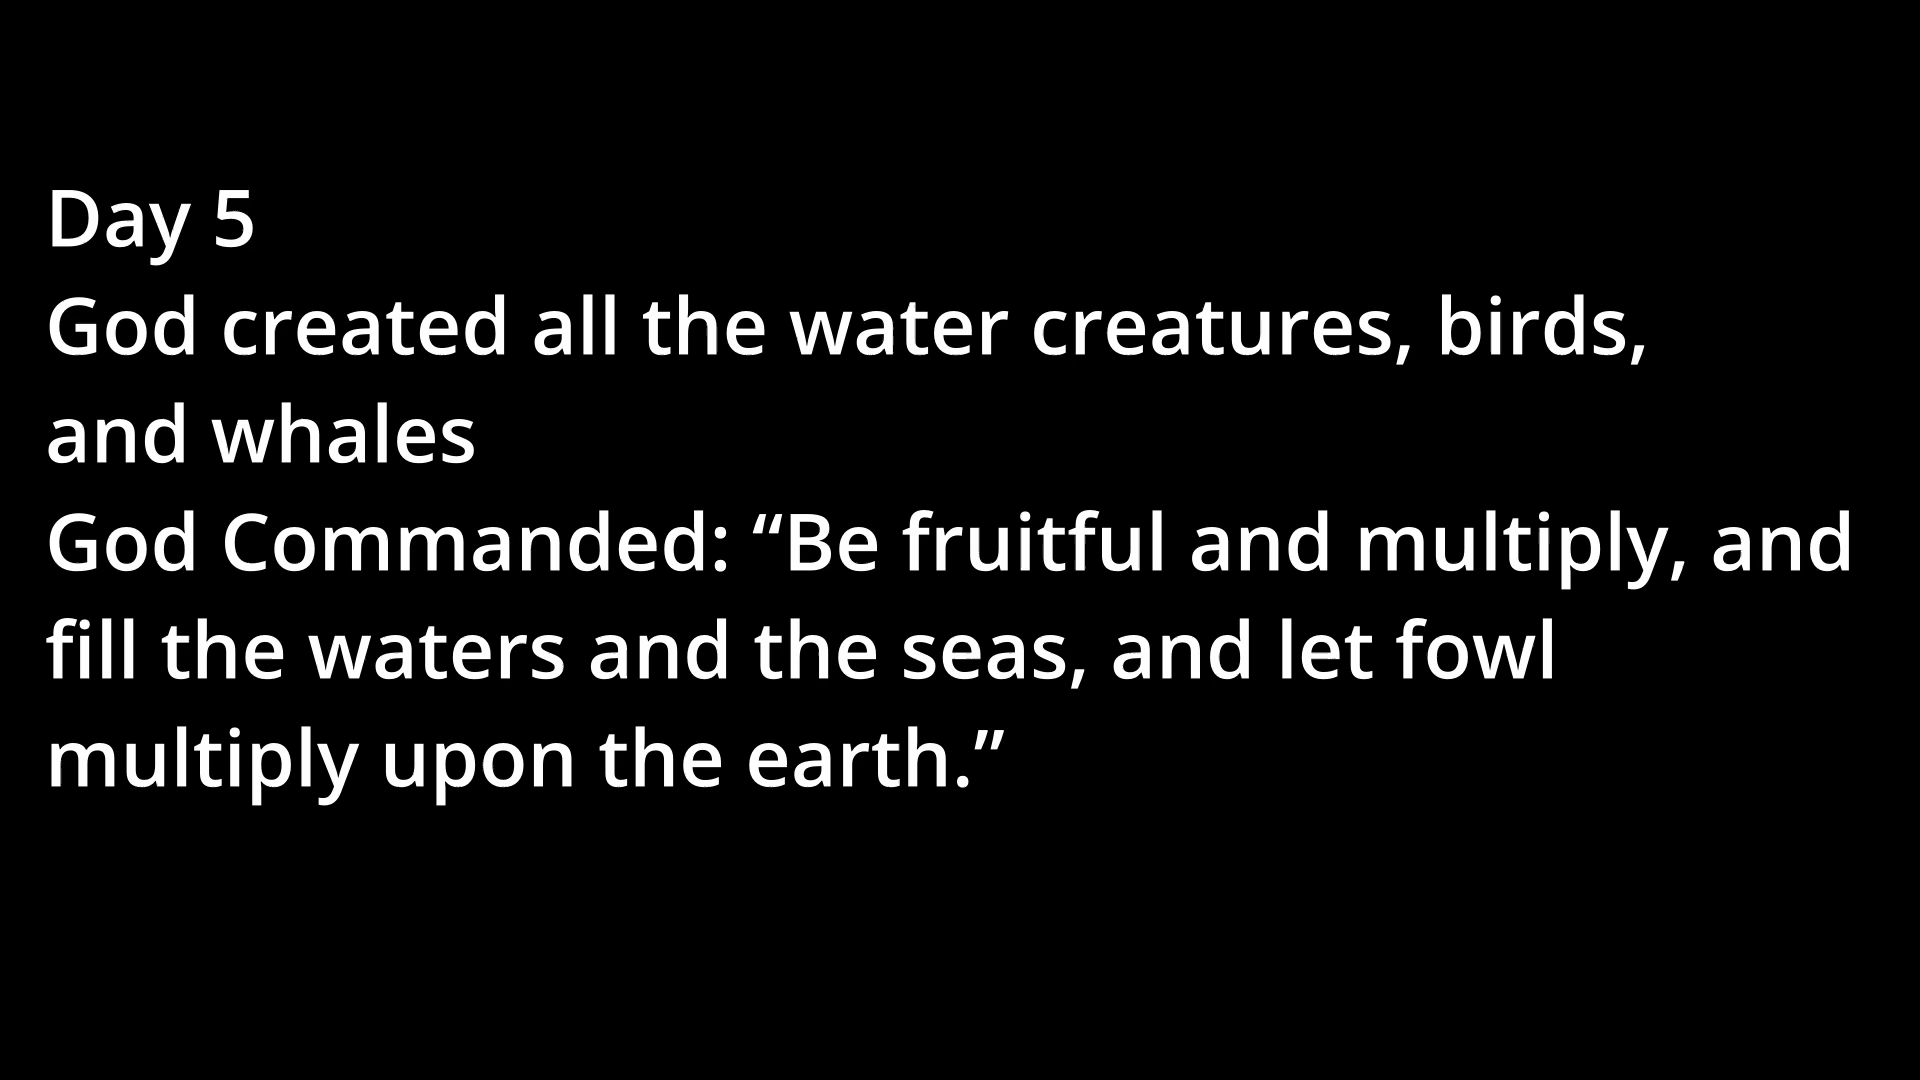 Day 5
God created all the water creatures, birds,
and whales
God Commanded: “Be fruitful and multiply, and
fill the waters and the seas, and let fowl
multiply upon the earth.”